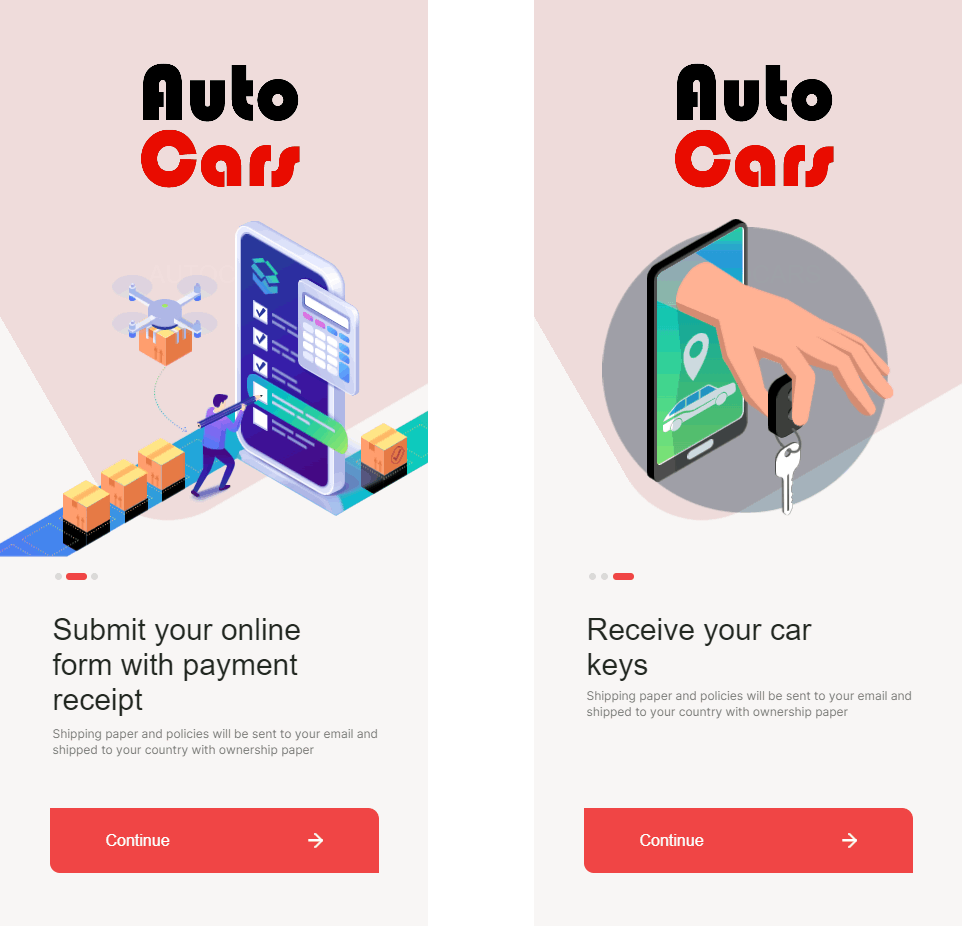 Auto
Cars
Submit your online
form with payment
receipt
Shipping paper and policies will be sent to your email and
shipped to your country with ownership paper
Continue
Auto
Cars
Receive your car
keys
Shipping paper and policies will be sent to your email and
shipped to your country with ownership paper
Continue